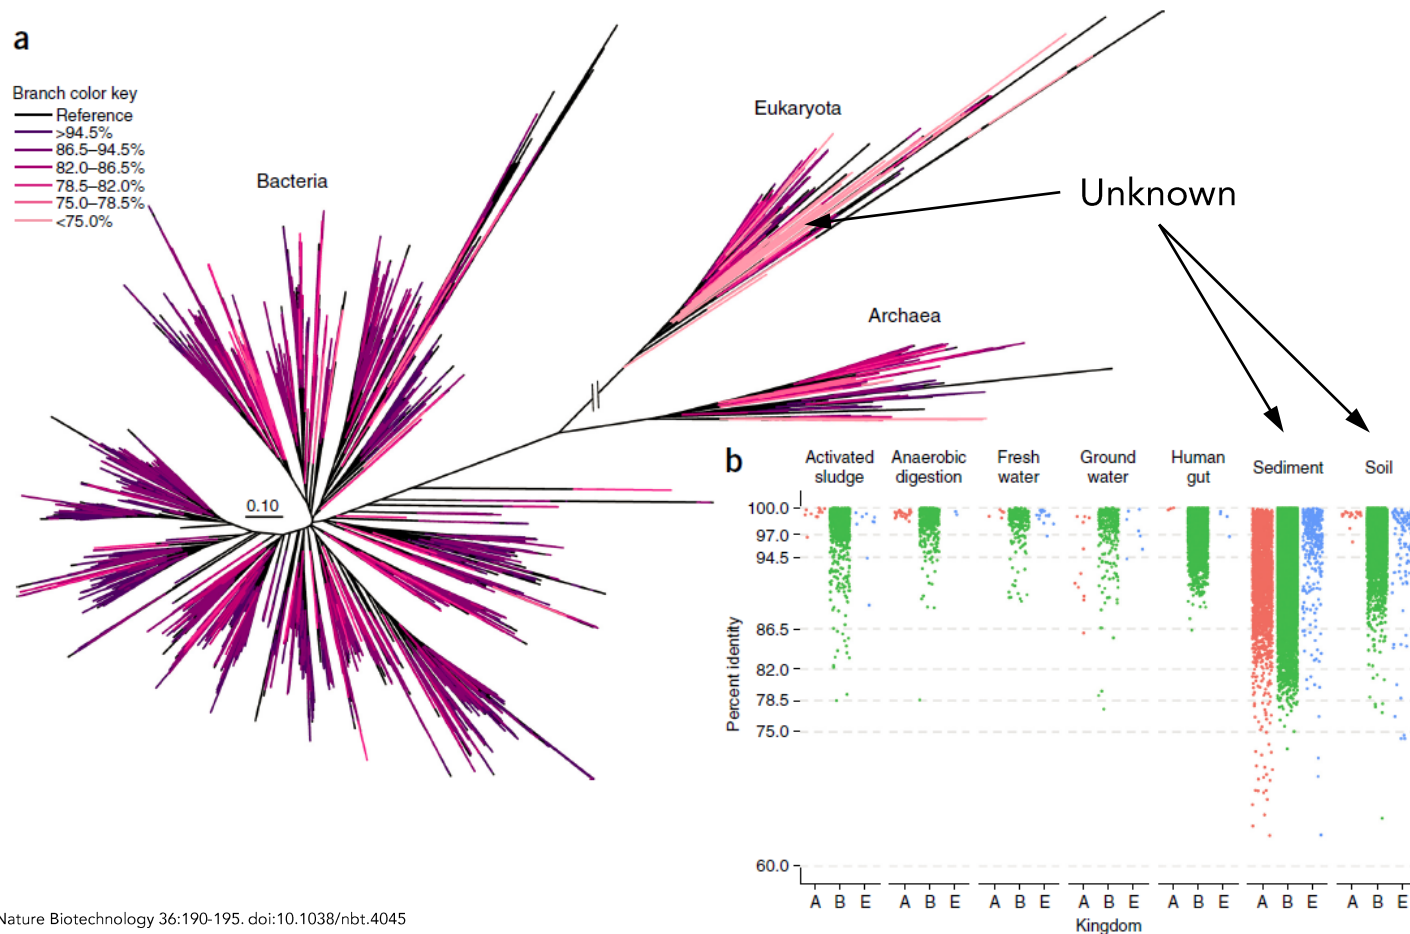 a
Branch color key
Reference
>94.5%
86.5–94.5%
82.0–86.5%
78.5–82.0%
75.0–78.5%
<75.0%
Bacteria
Eukaryota
Unknown
Archaea
0.10
b
Activated sludge
Anaerobic digestion
Fresh water
Ground water
Human gut
Sediment
Soil
Percent identity
100.0
97.0
94.5
86.5
82.0
78.5
75.0
60.0
A B E A B E A B E A B E A B E A B E A B E
Kingdom
Nature Biotechnology 36:190-195. doi:10.1038/nbt.4045